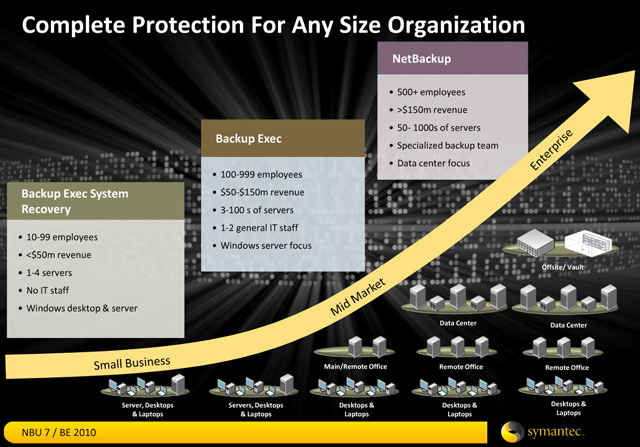 Complete Protection For Any Size Organization
NetBackup
• 500+ employees
• >$150m revenue
• 50- 1000s of servers
• Specialized backup team
• Data center focus
Backup Exec
• 100-999 employees
• $50-$150m revenue
• 3-100 s of servers
• 1-2 general IT staff
• Windows server focus
Backup Exec System
Recovery
• 10-99 employees
• <$50m revenue
• 1-4 servers
• No IT staff
• Windows desktop & server
Enterprise
Mid Market
Small Business
Offsite/ Vault
Data Center
Data Center
Main/Remote Office
Remote Office
Remote Office
Server, Desktops
& Laptops
Servers, Desktops
& Laptops
Desktops &
Laptops
Desktops &
Laptops
Desktops &
Laptops
NBU 7 / BE 2010
symantec.